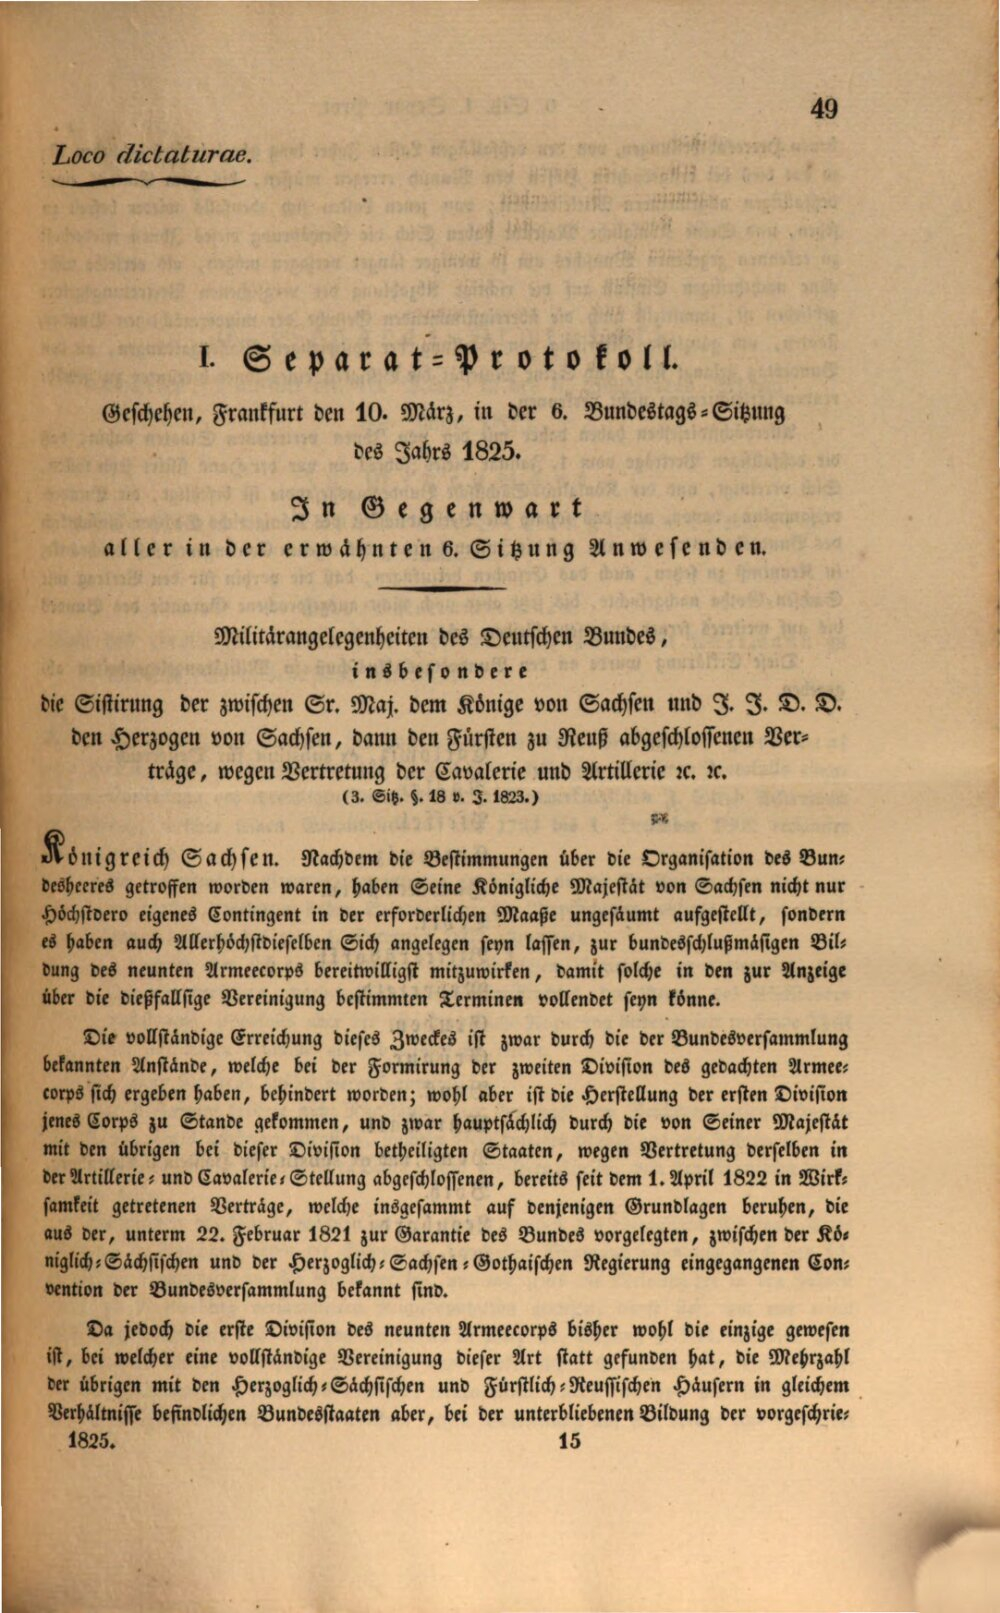 49
Loco dictaturae.
I. Separat-Protokoll.
Geschehen, Frankfurt den 10. März, in der 6. Bundestags-Sitzung
des Jahrs 1825.
In Gegenwart
aller in der erwähnten 6. Sitzung Anwesenden.
Militärangelegenheiten des Deutschen Bundes,
insbesondere
die Sistirung der zwischen Sr. Maj. dem Könige von Sachsen und J. J. D. D.
den Herzogen von Sachsen, dann den Fürsten zu Reuß abgeschlossenen Ver-
träge, wegen Vertretung der Cavalerie und Artillerie ꝛc. ꝛc.
(3. Sitz. §. 18 v. J. 1823.)
Königreich Sachsen. Nachdem die Bestimmungen über die Organisation des Bun-
desheeres getroffen worden waren, haben Seine Königliche Majestät von Sachsen nicht nur
Höchstdero eigenes Contingent in der erforderlichen Maaße ungesäumt aufgestellt, sondern
es haben auch Allerhöchstdieselben Sich angelegen seyn lassen, zur bundesschlußmäsigen Bil-
dung des neunten Armeecorps bereitwilligst mitzuwirken, damit solche in den zur Anzeige
über die dießfallsige Vereinigung bestimmten Terminen vollendet seyn könne.
Die vollständige Erreichung dieses Zweckes ist zwar durch die der Bundesversammlung
bekannten Anstände, welche bei der Formirung der zweiten Division des gedachten Armee-
corps sich ergeben haben, behindert worden; wohl aber ist die Herstellung der ersten Division
jenes Corps zu Stande gekommen, und zwar hauptsächlich durch die von Seiner Majestät
mit den übrigen bei dieser Division betheiligten Staaten, wegen Vertretung derselben in
der Artillerie- und Cavalerie-Stellung abgeschlossenen, bereits seit dem 1. April 1822 in Wirk-
samkeit getretenen Verträge, welche insgesammt auf denjenigen Grundlagen beruhen, die
aus der, unterm 22. Februar 1821 zur Garantie des Bundes vorgelegten, zwischen der Kö-
niglich-Sächsischen und der Herzoglich-Sachsen-Gothaischen Regierung eingegangenen Con-
vention der Bundesversammlung bekannt sind.
Da jedoch die erste Division des neunten Armeecorps bisher wohl die einzige gewesen
ist, bei welcher eine vollständige Vereinigung dieser Art statt gefunden hat, die Mehrzahl
der übrigen mit den Herzoglich-Sächsischen und Fürstlich-Reussischen Häusern in gleichem
Verhältnisse befindlichen Bundesstaaten aber, bei der unterbliebenen Bildung der vorgeschrie-
1825. 15